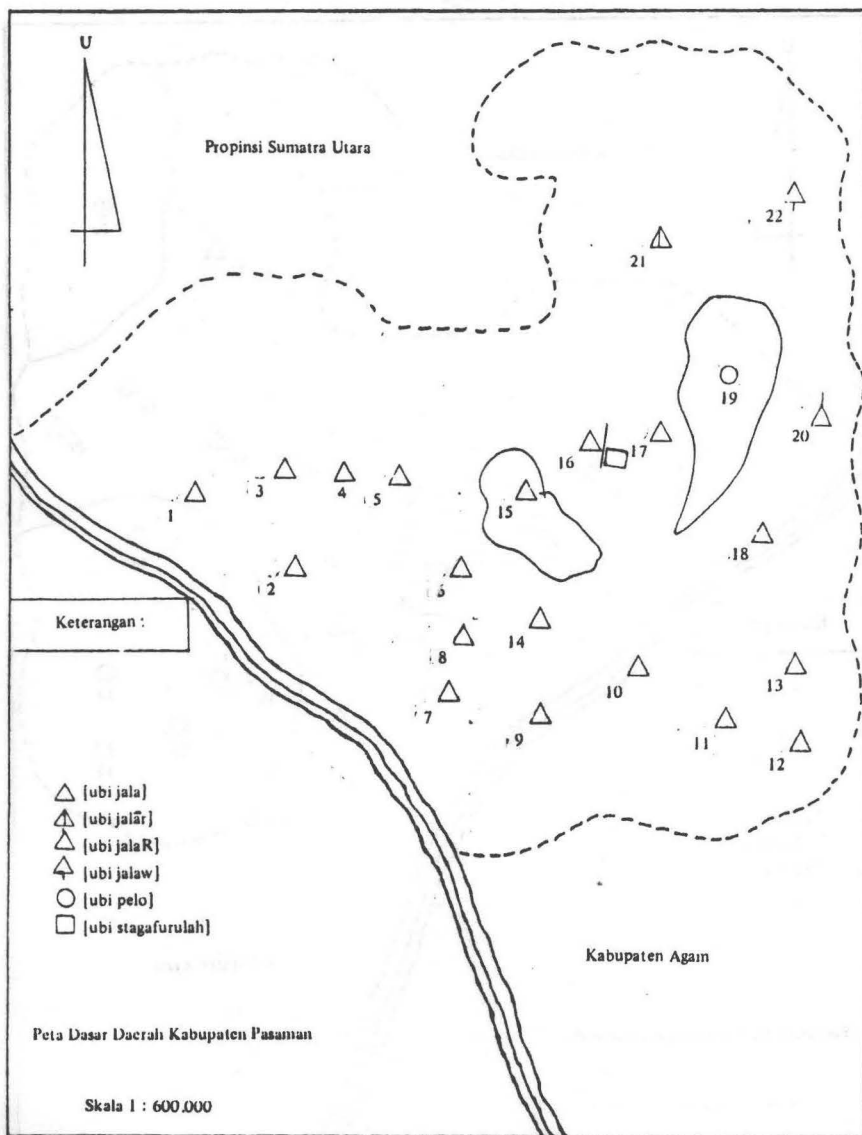 U
Propinsi Sumatra Utara
22
21
19
20
16
17
3
4
5
15
1
18
2
6
Keterangan :
14
8
10
13
7
9
11
12
[ubi jala]
[ubi jalār]
[ubi jalaR]
[ubi jalaw]
[ubi pelo]
[ubi stagafurulah]
Kabupaten Agam
Peta Dasar Daerah Kabupaten Pasaman
Skala 1 : 600.000